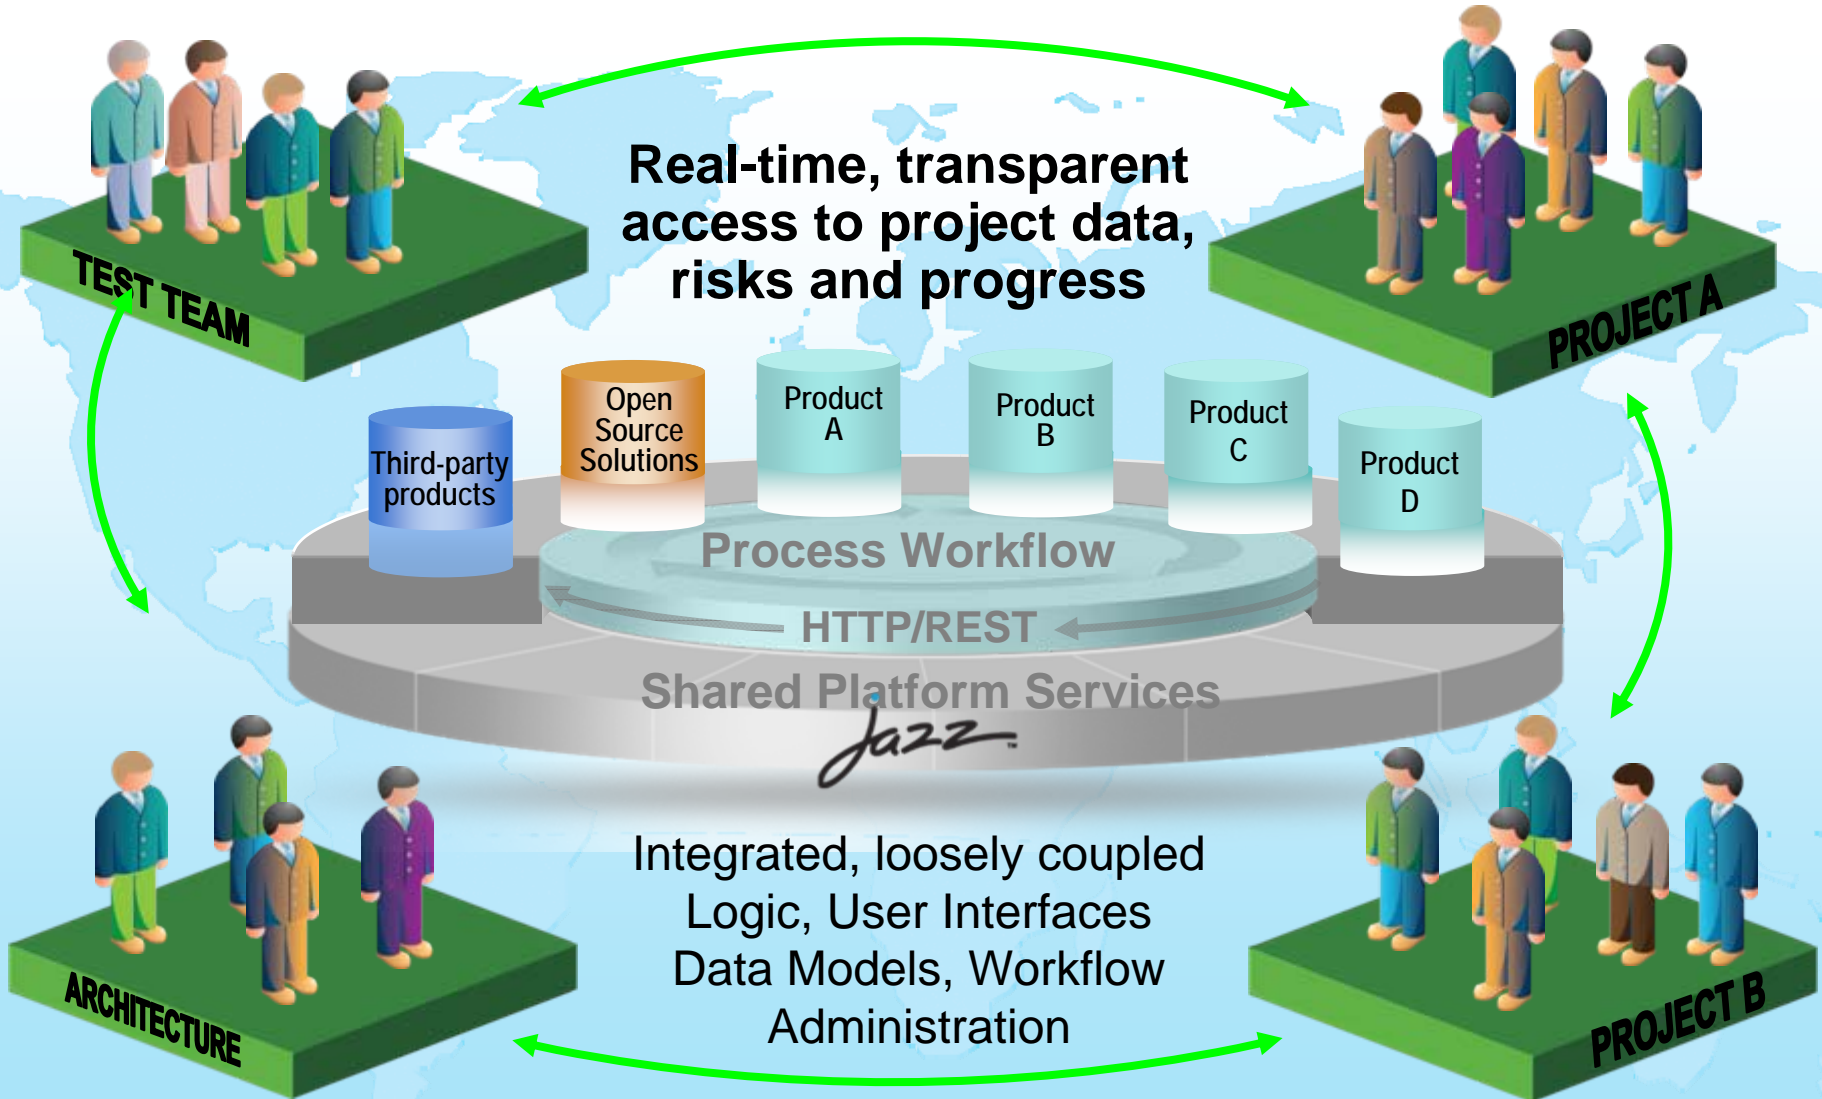 Real-time, transparent
access to project data,
risks and progress
TEST TEAM
PROJECT A
Third-party
products
Open
Source
Solutions
Product
A
Product
B
Product
C
Product
D
Process Workflow
HTTP/REST
Shared Platform Services
Jazz™
Integrated, loosely coupled
Logic, User Interfaces
Data Models, Workflow
Administration
ARCHITECTURE
PROJECT B